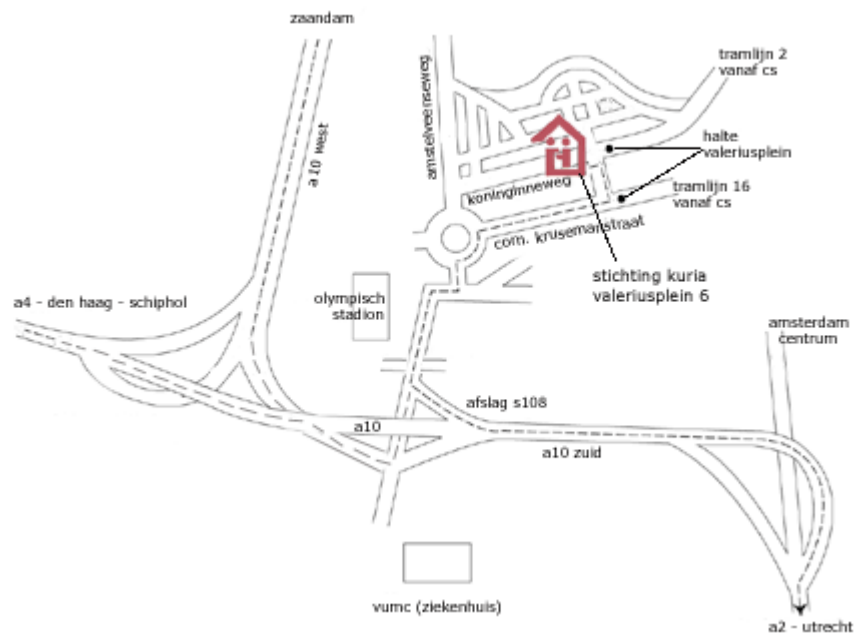 zaandam
tramlijn 2
vanaf cs
amstelveenseweg
a 10 west
halte
valeriusplein
koninginneweg
tramlijn 16
vanaf cs
com. krusemanstraat
stichting kuria
valeriusplein 6
a4 - den haag - schiphol
olympisch
stadion
amsterdam
centrum
afslag s108
a10
a10 zuid
vumc (ziekenhuis)
a2 - utrecht